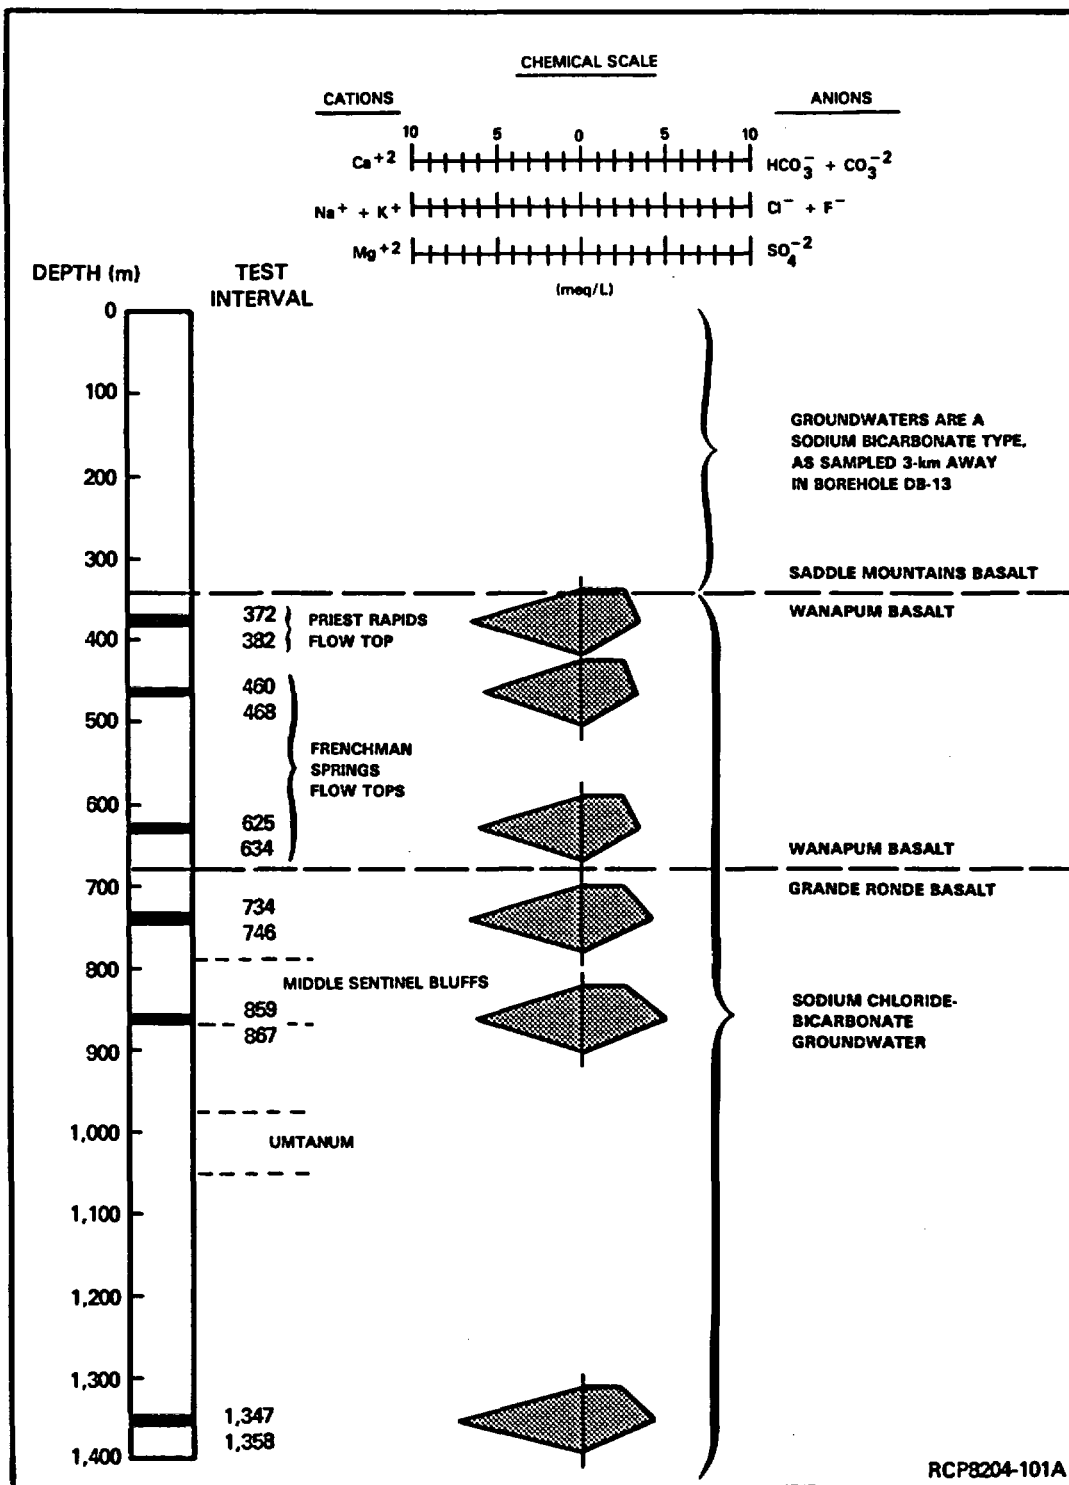 CHEMICAL SCALE
CATIONS
ANIONS
10 5 0 5 10
Ca+2 HCO3- + CO3-2
Na+ + K+ Cl- + F-
Mg+2 SO4-2
(meq/L)
DEPTH (m)
TEST
INTERVAL
0
100
200
300
400
500
600
700
800
900
1,000
1,100
1,200
1,300
1,400
372
382
PRIEST RAPIDS
FLOW TOP
460
468
FRENCHMAN
SPRINGS
FLOW TOPS
625
634
734
746
MIDDLE SENTINEL BLUFFS
859
867
UMTANUM
1,347
1,358
GROUNDWATERS ARE A
SODIUM BICARBONATE TYPE,
AS SAMPLED 3-km AWAY
IN BOREHOLE DB-13
SADDLE MOUNTAINS BASALT
WANAPUM BASALT
WANAPUM BASALT
GRANDE RONDE BASALT
SODIUM CHLORIDE-
BICARBONATE
GROUNDWATER
RCP8204-101A